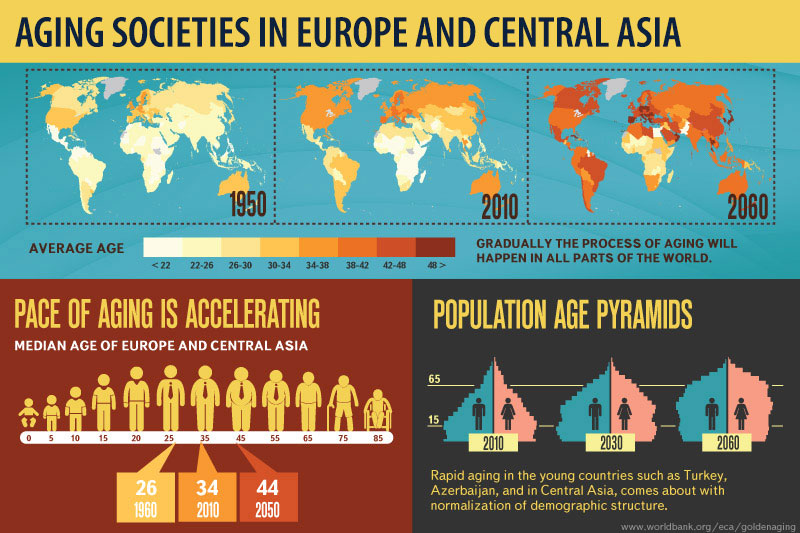 AGING SOCIETIES IN EUROPE AND CENTRAL ASIA
1950
2010
2060
AVERAGE AGE
< 22 22-26 26-30 30-34 34-38 38-42 42-48 48 >
GRADUALLY THE PROCESS OF AGING WILL
HAPPEN IN ALL PARTS OF THE WORLD.
PACE OF AGING IS ACCELERATING
MEDIAN AGE OF EUROPE AND CENTRAL ASIA
0 5 10 15 20 25 35 45 55 65 75 85
26 34 44
1960 2010 2050
POPULATION AGE PYRAMIDS
65
15
2010 2030 2060
Rapid aging in the young countries such as Turkey,
Azerbaijan, and in Central Asia, comes about with
normalization of demographic structure.
www.worldbank.org/eca/goldenaging